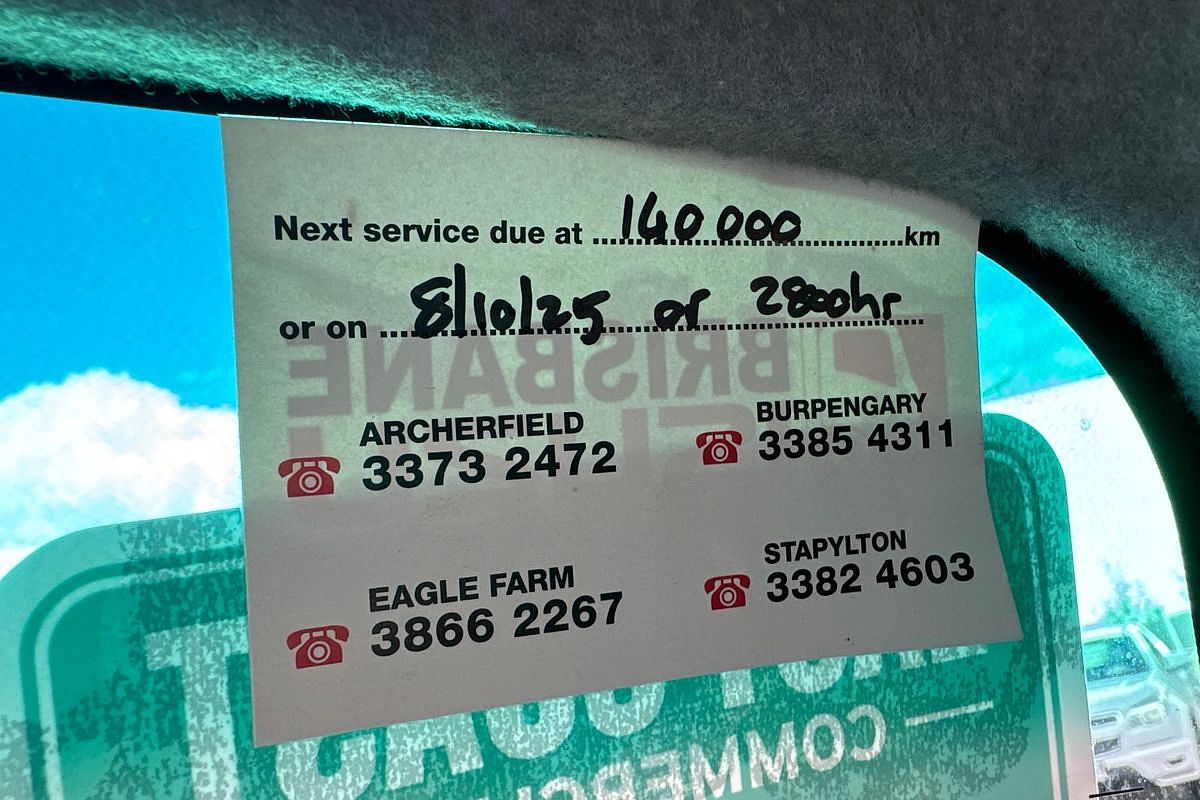 Next service due at 140 000 km
or on 8/10/25 or 2800hr
BRISBANE
ARCHERFIELD
3373 2472
BURPENGARY
3385 4311
EAGLE FARM
3866 2267
STAPYLTON
3382 4603